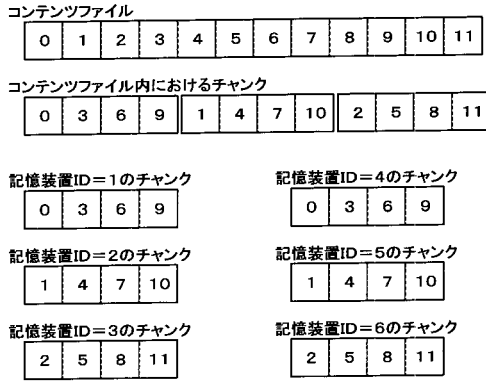 コンテンツファイル
0 1 2 3 4 5 6 7 8 9 10 11
コンテンツファイル内におけるチャンク
0 3 6 9 1 4 7 10 2 5 8 11
記憶装置ID=1のチャンク
0 3 6 9
記憶装置ID=4のチャンク
0 3 6 9
記憶装置ID=2のチャンク
1 4 7 10
記憶装置ID=5のチャンク
1 4 7 10
記憶装置ID=3のチャンク
2 5 8 11
記憶装置ID=6のチャンク
2 5 8 11